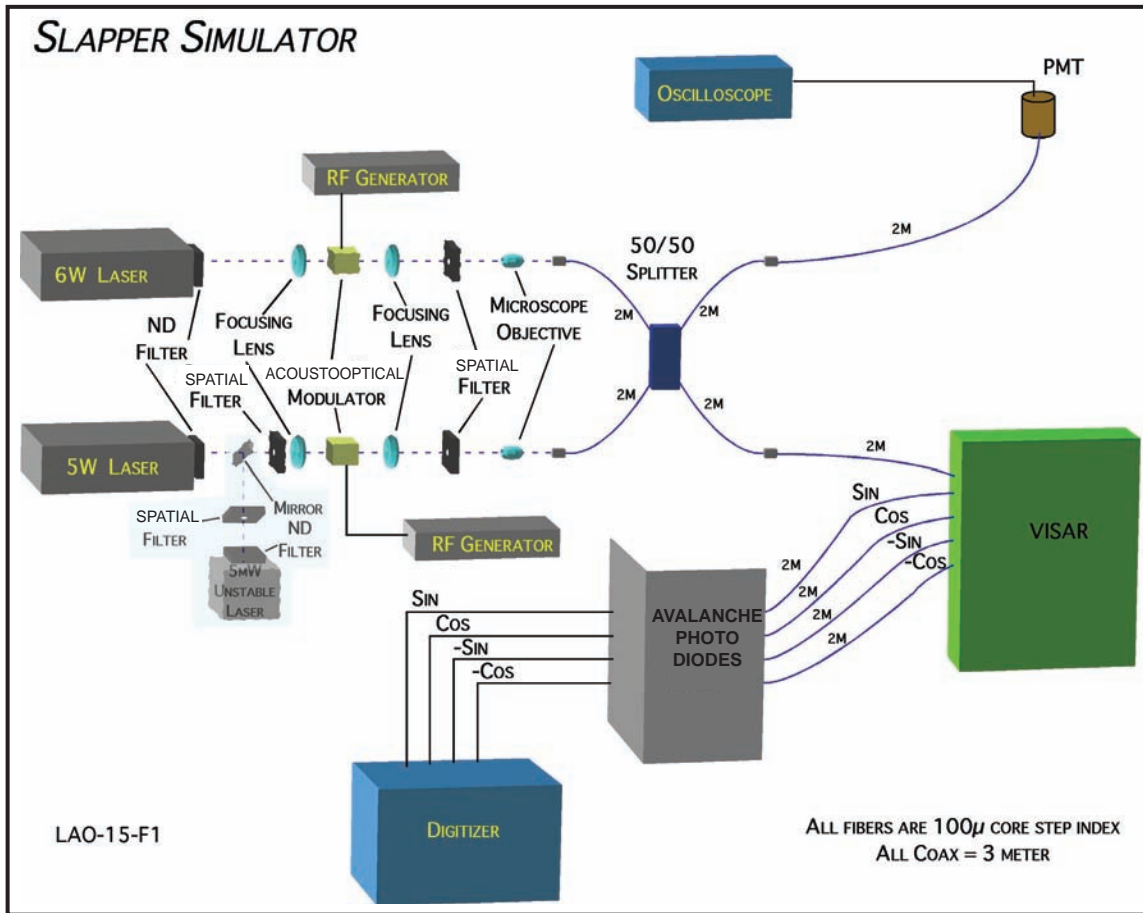 SLAPPER SIMULATOR
PMT
OSCILLOSCOPE
RF GENERATOR
2M
50/50
SPLITTER
6W LASER
ND
FILTER
FOCUSING
LENS
FOCUSING
LENS
MICROSCOPE
OBJECTIVE
2M
2M
SPATIAL
FILTER
ACOUSTOOPTICAL
MODULATOR
SPATIAL
FILTER
2M
2M
5W LASER
2M
SPATIAL
FILTER
MIRROR
ND
FILTER
5MW
UNSTABLE
LASER
RF GENERATOR
SIN
COS
-SIN
-COS
VISAR
2M
2M
2M
2M
SIN
COS
-SIN
-COS
AVALANCHE
PHOTO
DIODES
DIGITIZER
LAO-15-F1
ALL FIBERS ARE 100µ CORE STEP INDEX
ALL COAX = 3 METER